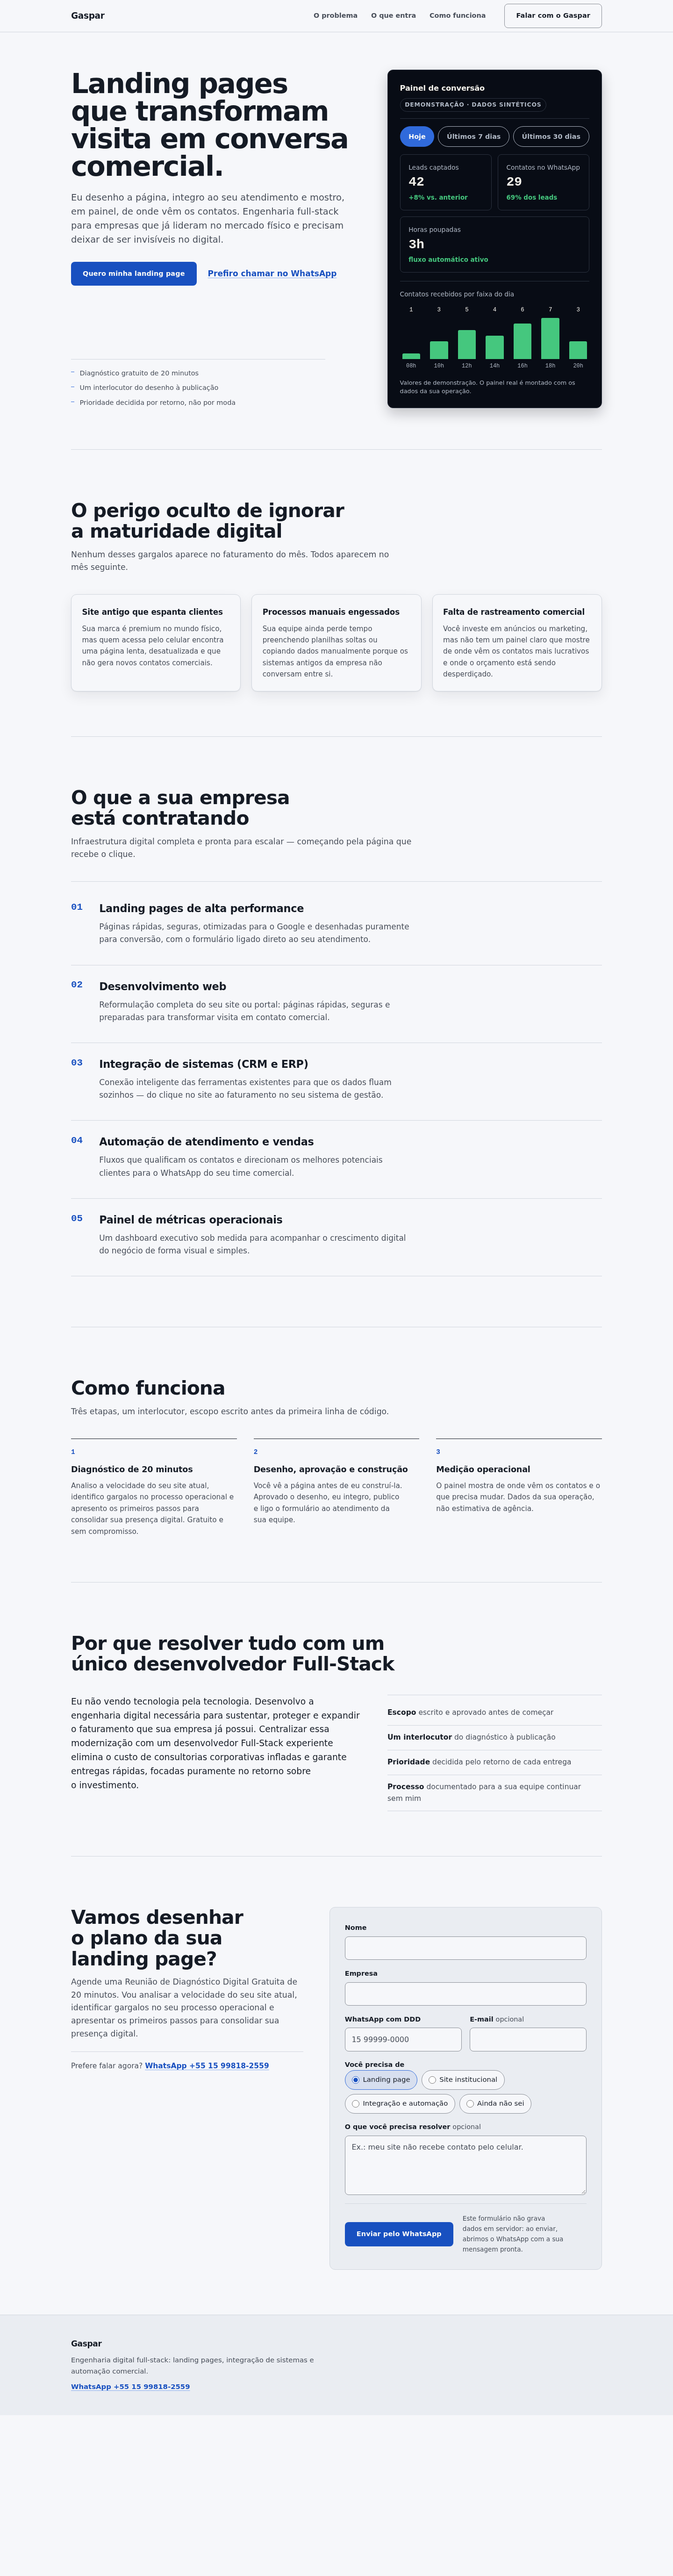 Gaspar
O problema
O que entra
Como funciona
Falar com o Gaspar
Landing pages
que transformam
visita em conversa
comercial.
Eu desenho a página, integro ao seu atendimento e mostro,
em painel, de onde vêm os contatos. Engenharia full-stack
para empresas que já lideram no mercado físico e precisam
deixar de ser invisíveis no digital.
Quero minha landing page
Prefiro chamar no WhatsApp
– Diagnóstico gratuito de 20 minutos
– Um interlocutor do desenho à publicação
– Prioridade decidida por retorno, não por moda
Painel de conversão
DEMONSTRAÇÃO · DADOS SINTÉTICOS
Hoje
Últimos 7 dias
Últimos 30 dias
Leads captados
42
+8% vs. anterior
Contatos no WhatsApp
29
69% dos leads
Horas poupadas
3h
fluxo automático ativo
Contatos recebidos por faixa do dia
1 3 5 4 6 7 3
08h 10h 12h 14h 16h 18h 20h
Valores de demonstração. O painel real é montado com os
dados da sua operação.
O perigo oculto de ignorar
a maturidade digital
Nenhum desses gargalos aparece no faturamento do mês. Todos aparecem no
mês seguinte.
Site antigo que espanta clientes
Sua marca é premium no mundo físico,
mas quem acessa pelo celular encontra
uma página lenta, desatualizada e que
não gera novos contatos comerciais.
Processos manuais engessados
Sua equipe ainda perde tempo
preenchendo planilhas soltas ou
copiando dados manualmente porque os
sistemas antigos da empresa não
conversam entre si.
Falta de rastreamento comercial
Você investe em anúncios ou marketing,
mas não tem um painel claro que mostre
de onde vêm os contatos mais lucrativos
e onde o orçamento está sendo
desperdiçado.
O que a sua empresa
está contratando
Infraestrutura digital completa e pronta para escalar — começando pela página que
recebe o clique.
01
Landing pages de alta performance
Páginas rápidas, seguras, otimizadas para o Google e desenhadas puramente
para conversão, com o formulário ligado direto ao seu atendimento.
02
Desenvolvimento web
Reformulação completa do seu site ou portal: páginas rápidas, seguras e
preparadas para transformar visita em contato comercial.
03
Integração de sistemas (CRM e ERP)
Conexão inteligente das ferramentas existentes para que os dados fluam
sozinhos — do clique no site ao faturamento no seu sistema de gestão.
04
Automação de atendimento e vendas
Fluxos que qualificam os contatos e direcionam os melhores potenciais
clientes para o WhatsApp do seu time comercial.
05
Painel de métricas operacionais
Um dashboard executivo sob medida para acompanhar o crescimento digital
do negócio de forma visual e simples.
Como funciona
Três etapas, um interlocutor, escopo escrito antes da primeira linha de código.
1
Diagnóstico de 20 minutos
Analiso a velocidade do seu site atual,
identifico gargalos no processo operacional e
apresento os primeiros passos para
consolidar sua presença digital. Gratuito e
sem compromisso.
2
Desenho, aprovação e construção
Você vê a página antes de eu construí-la.
Aprovado o desenho, eu integro, publico
e ligo o formulário ao atendimento da
sua equipe.
3
Medição operacional
O painel mostra de onde vêm os contatos e o
que precisa mudar. Dados da sua operação,
não estimativa de agência.
Por que resolver tudo com um
único desenvolvedor Full-Stack
Eu não vendo tecnologia pela tecnologia. Desenvolvo a
engenharia digital necessária para sustentar, proteger e expandir
o faturamento que sua empresa já possui. Centralizar essa
modernização com um desenvolvedor Full-Stack experiente
elimina o custo de consultorias corporativas infladas e garante
entregas rápidas, focadas puramente no retorno sobre
o investimento.
Escopo escrito e aprovado antes de começar
Um interlocutor do diagnóstico à publicação
Prioridade decidida pelo retorno de cada entrega
Processo documentado para a sua equipe continuar
sem mim
Vamos desenhar
o plano da sua
landing page?
Agende uma Reunião de Diagnóstico Digital Gratuita de
20 minutos. Vou analisar a velocidade do seu site atual,
identificar gargalos no seu processo operacional e
apresentar os primeiros passos para consolidar sua
presença digital.
Prefere falar agora? WhatsApp +55 15 99818-2559
Nome
Empresa
WhatsApp com DDD
15 99999-0000
E-mail opcional
Você precisa de
Landing page
Site institucional
Integração e automação
Ainda não sei
O que você precisa resolver opcional
Ex.: meu site não recebe contato pelo celular.
Enviar pelo WhatsApp
Este formulário não grava
dados em servidor: ao enviar,
abrimos o WhatsApp com a sua
mensagem pronta.
Gaspar
Engenharia digital full-stack: landing pages, integração de sistemas e
automação comercial.
WhatsApp +55 15 99818-2559